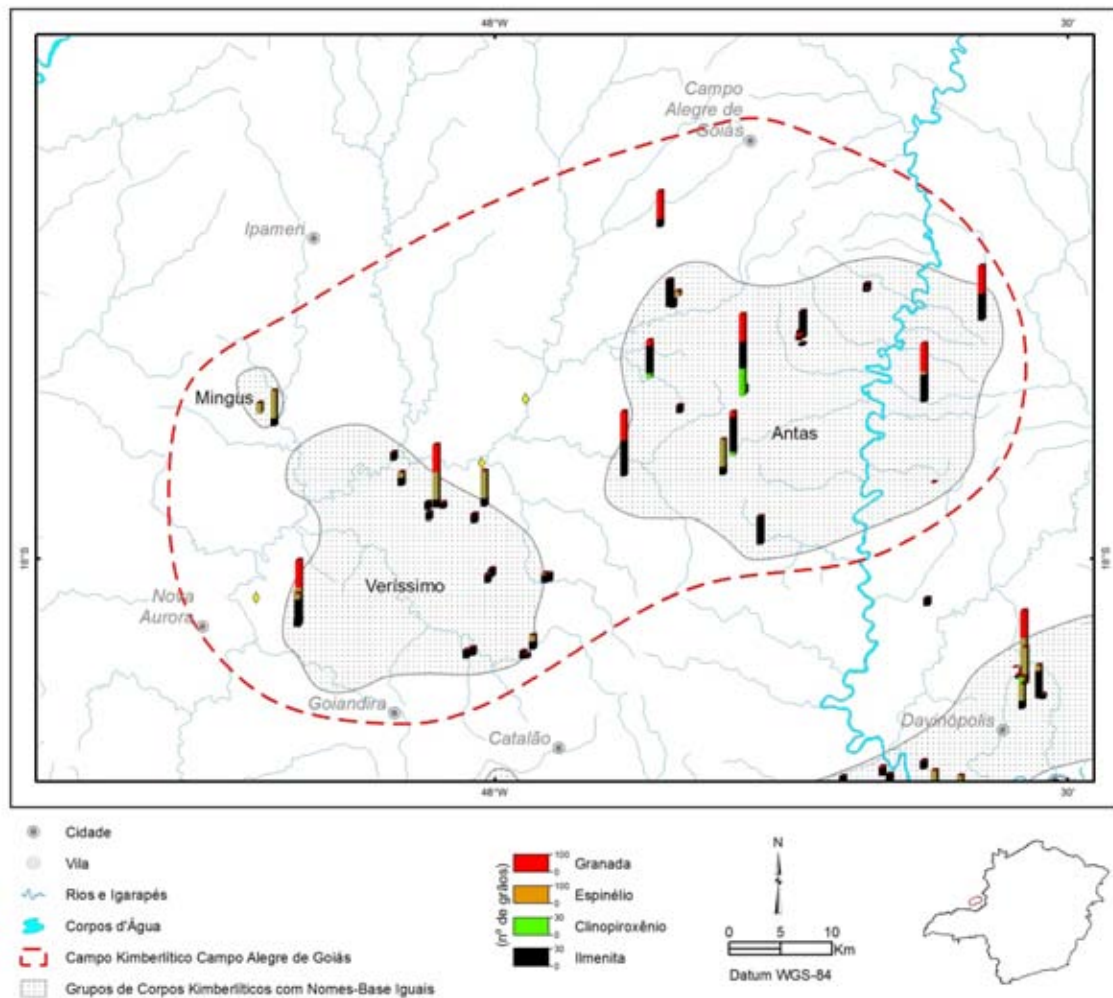 48°W
30'
Campo
Alegre de
Goiás
Ipameri
Mingus
Antas
18°S
18°S
Veríssimo
Nova
Aurora
Goiandira
Catalão
Davinópolis
48°W
30'
Cidade
Vila
Rios e Igarapés
Corpos d'Água
Campo Kimberlítico Campo Alegre de Goiás
Grupos de Corpos Kimberlíticos com Nomes-Base Iguais
(nº de grãos)
100
0
Granada
100
0
Espinélio
30
0
Clinopiroxênio
30
0
Ilmenita
N
0 5 10
Km
Datum WGS-84